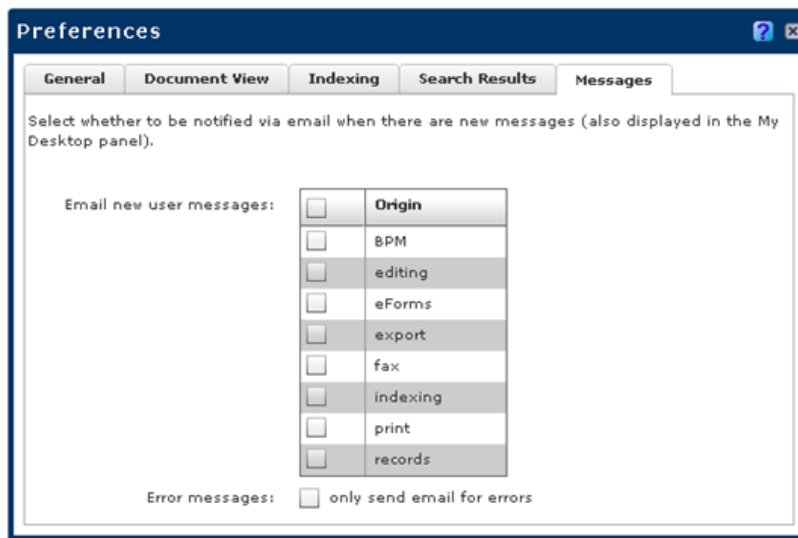 Preferences
General Document View Indexing Search Results Messages
Select whether to be notified via email when there are new messages (also displayed in the My
Desktop panel).
Email new user messages: Origin
BPM
editing
eForms
export
fax
indexing
print
records
Error messages: only send email for errors